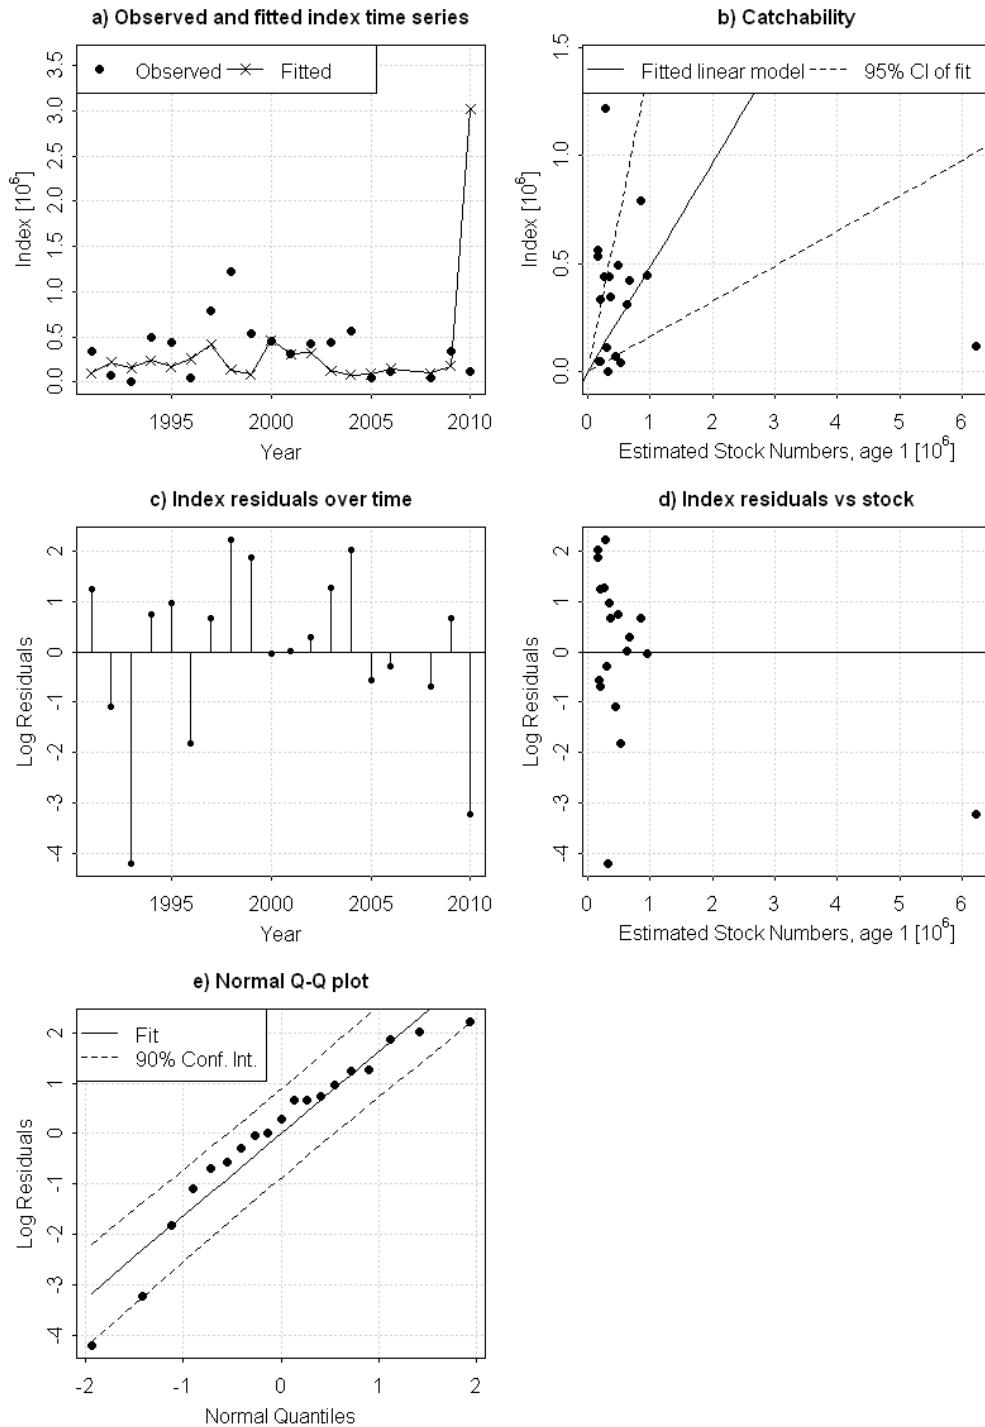 a) Observed and fitted index time series
Observed
Fitted
Index [10^6]
3.5
3.0
2.5
2.0
1.5
1.0
0.5
0.0
1995 2000 2005 2010
Year
b) Catchability
Fitted linear model
95% CI of fit
Index [10^6]
1.5
1.0
0.5
0.0
0 1 2 3 4 5 6
Estimated Stock Numbers, age 1 [10^6]
c) Index residuals over time
Log Residuals
2
1
0
-1
-2
-3
-4
1995 2000 2005 2010
Year
d) Index residuals vs stock
Log Residuals
2
1
0
-1
-2
-3
-4
0 1 2 3 4 5 6
Estimated Stock Numbers, age 1 [10^6]
e) Normal Q-Q plot
Fit
90% Conf. Int.
Log Residuals
2
1
0
-1
-2
-3
-4
-2 -1 0 1 2
Normal Quantiles